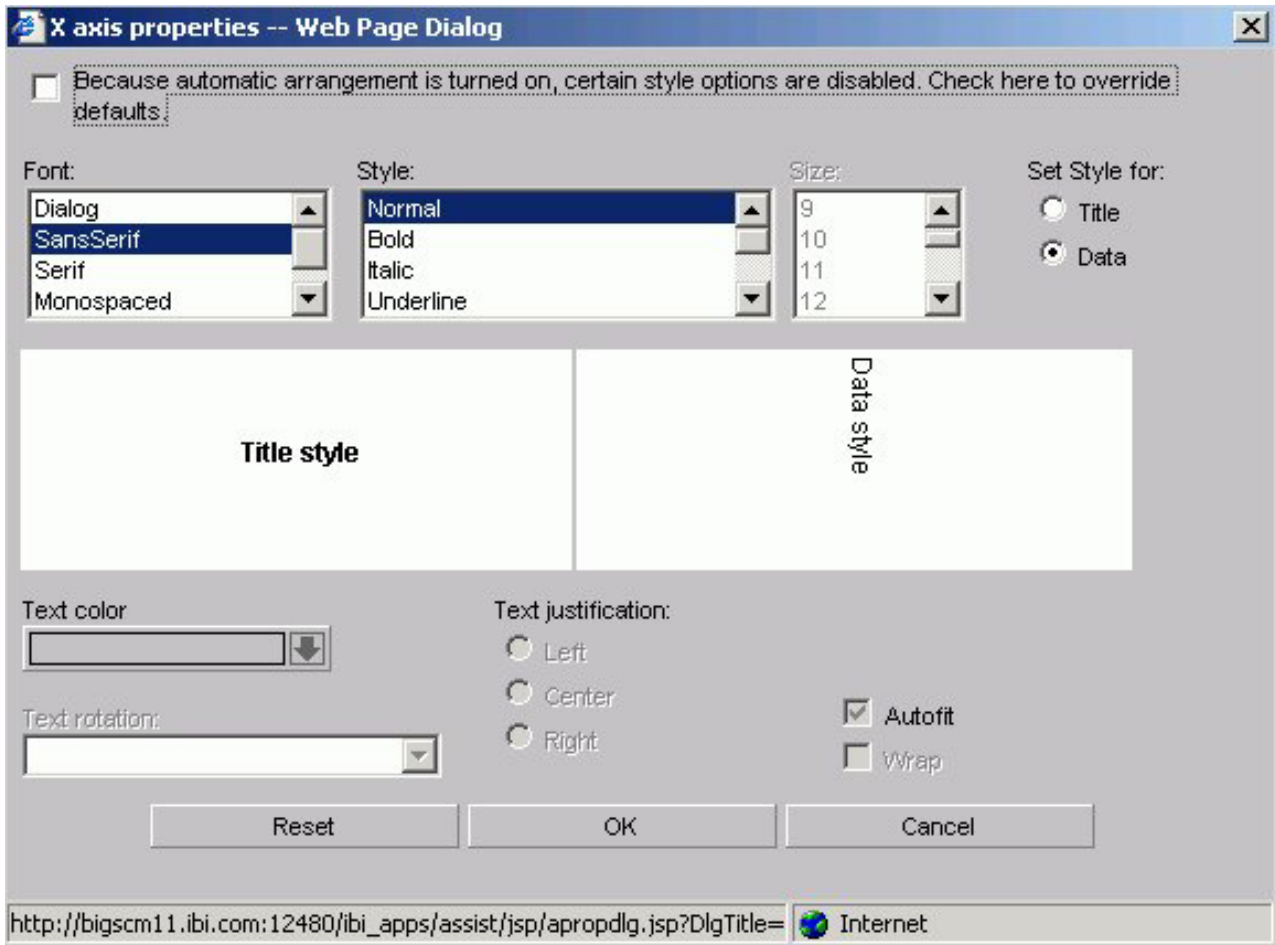 X axis properties -- Web Page Dialog
Because automatic arrangement is turned on, certain style options are disabled. Check here to override
defaults.
Font:
Style:
Size:
Set Style for:
Dialog
SansSerif
Serif
Monospaced
Normal
Bold
Italic
Underline
9
10
11
12
Title
Data
Title style
Data style
Text color
Text justification:
Left
Center
Right
Text rotation:
Autofit
Wrap
Reset
OK
Cancel
http://bigscm11.ibi.com:12480/ibi_apps/assist/jsp/apropdlg.jsp?DlgTitle=
Internet